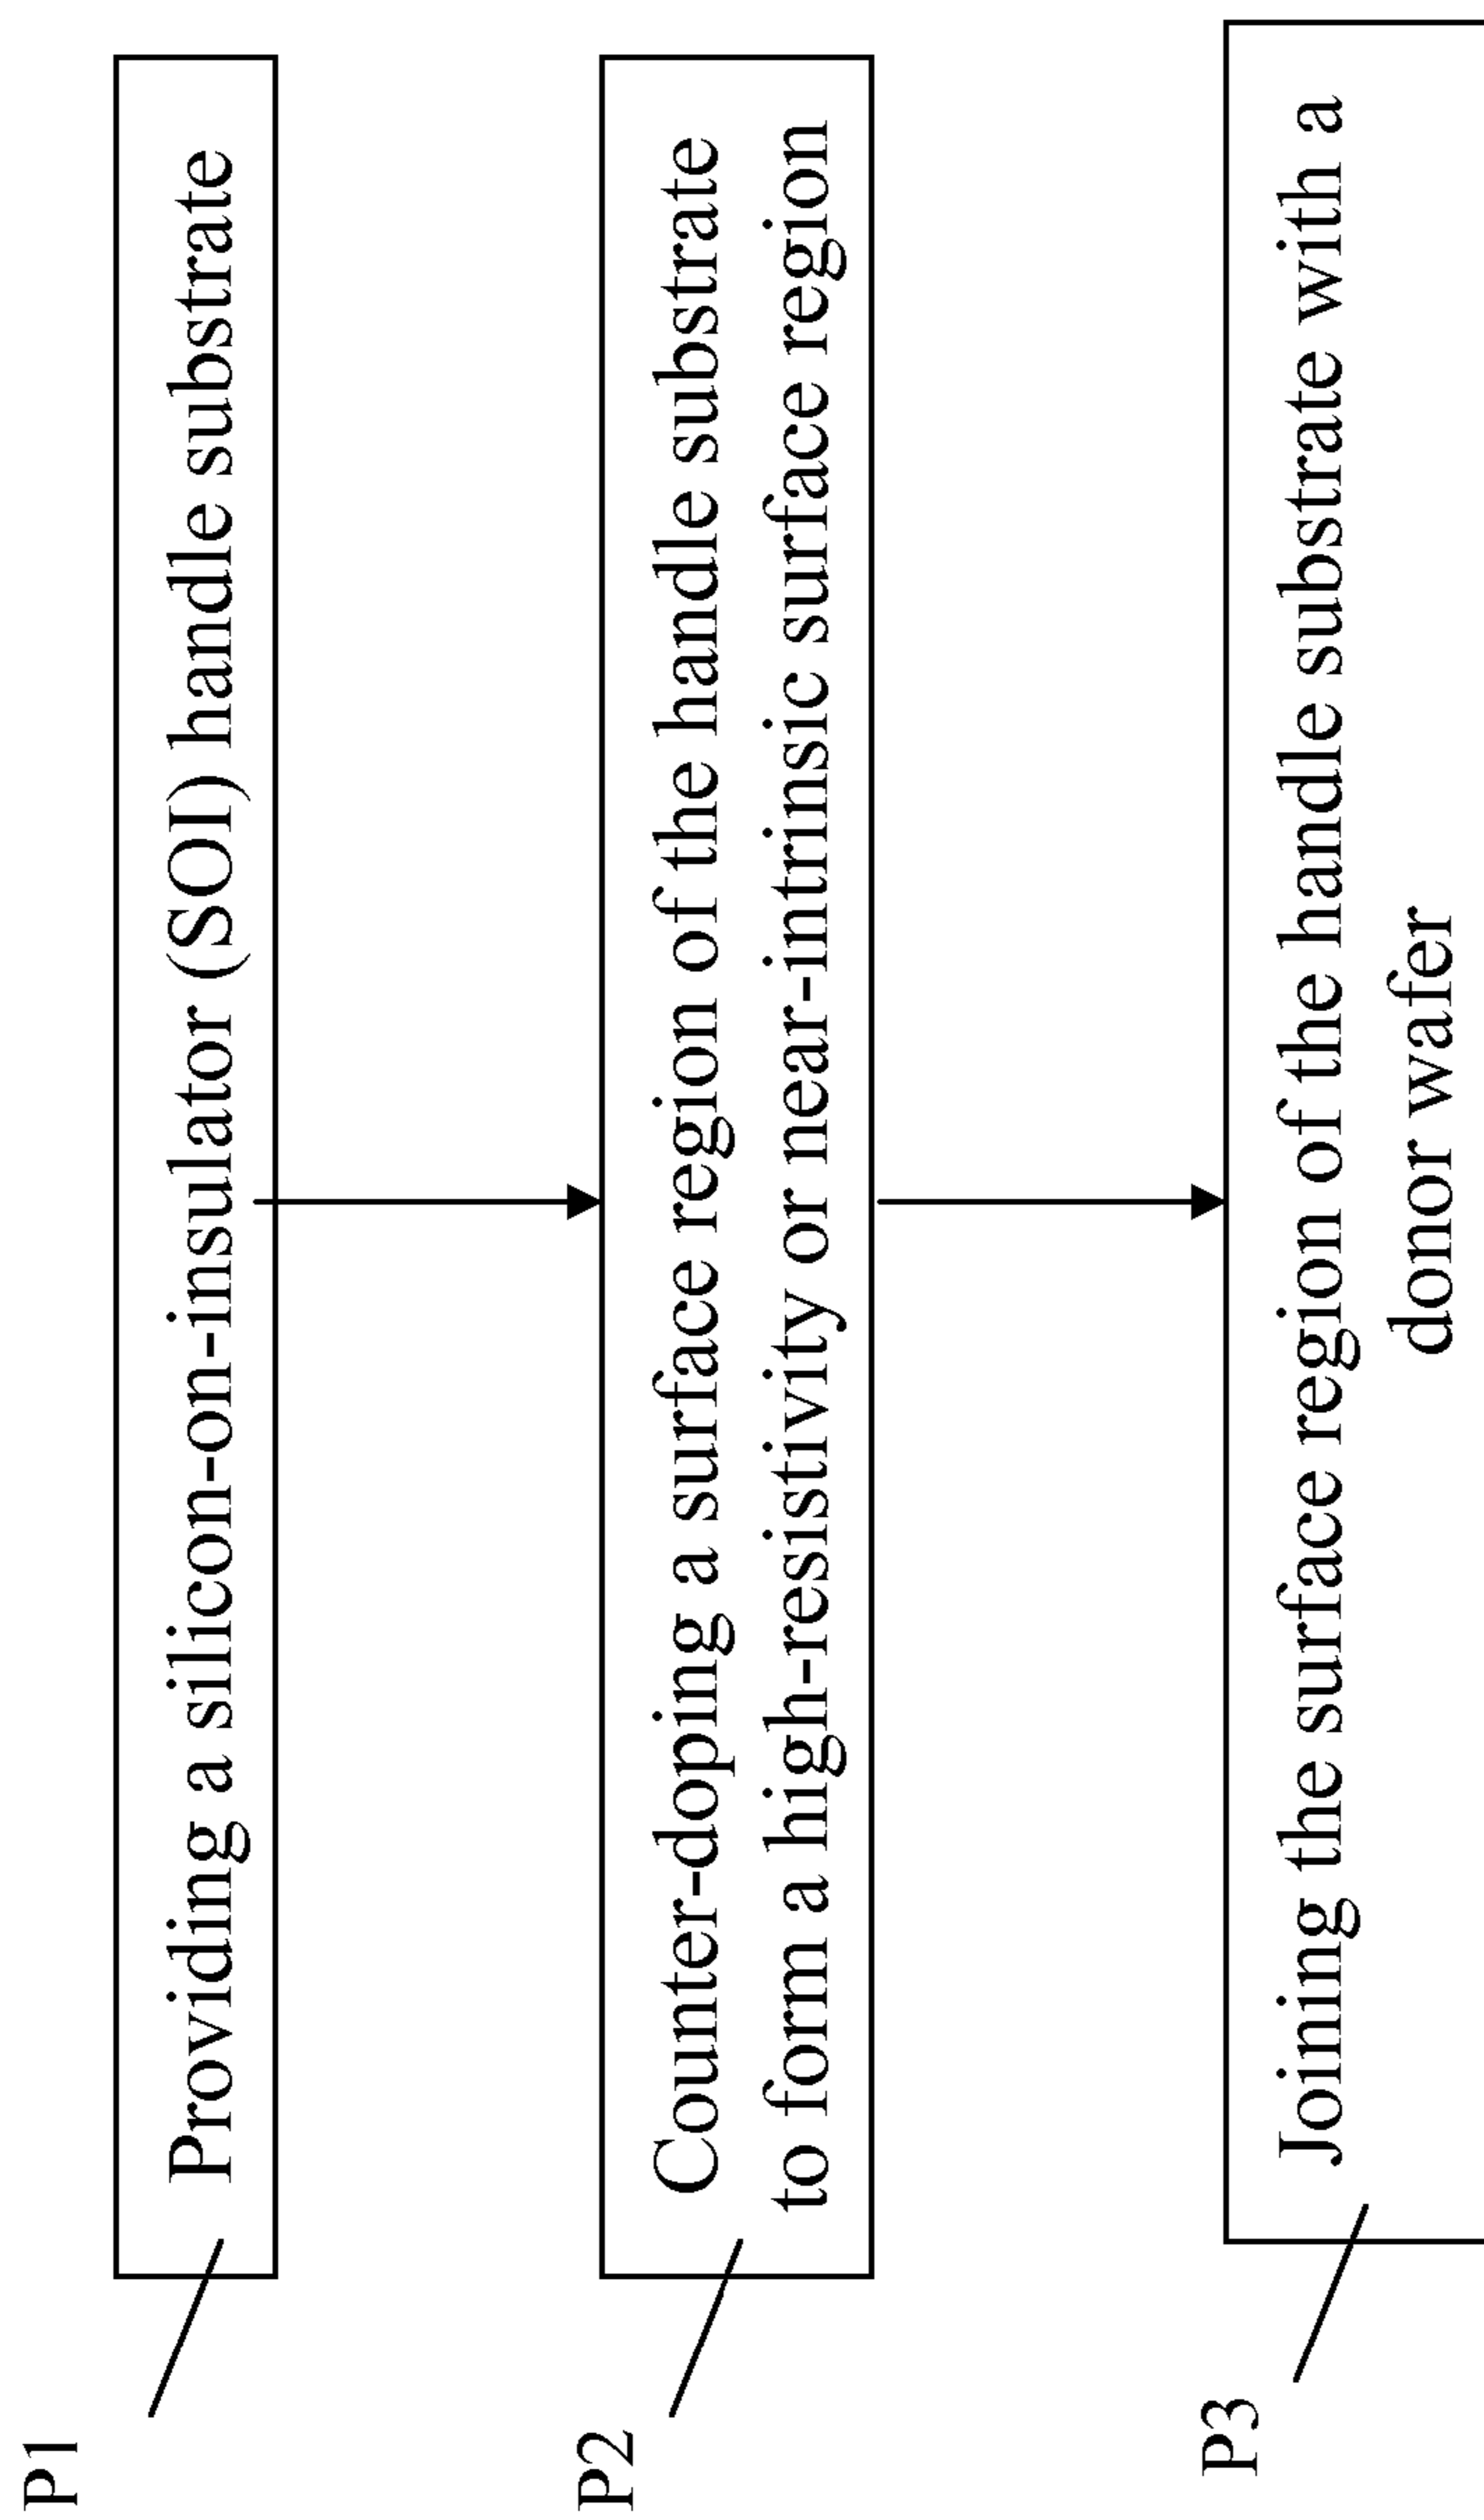 P1
Providing a silicon-on-insulator (SOI) handle substrate
P2
Counter-doping a surface region of the handle substrate
to form a high-resistivity or near-intrinsic surface region
P3
Joining the surface region of the handle substrate with a
donor wafer